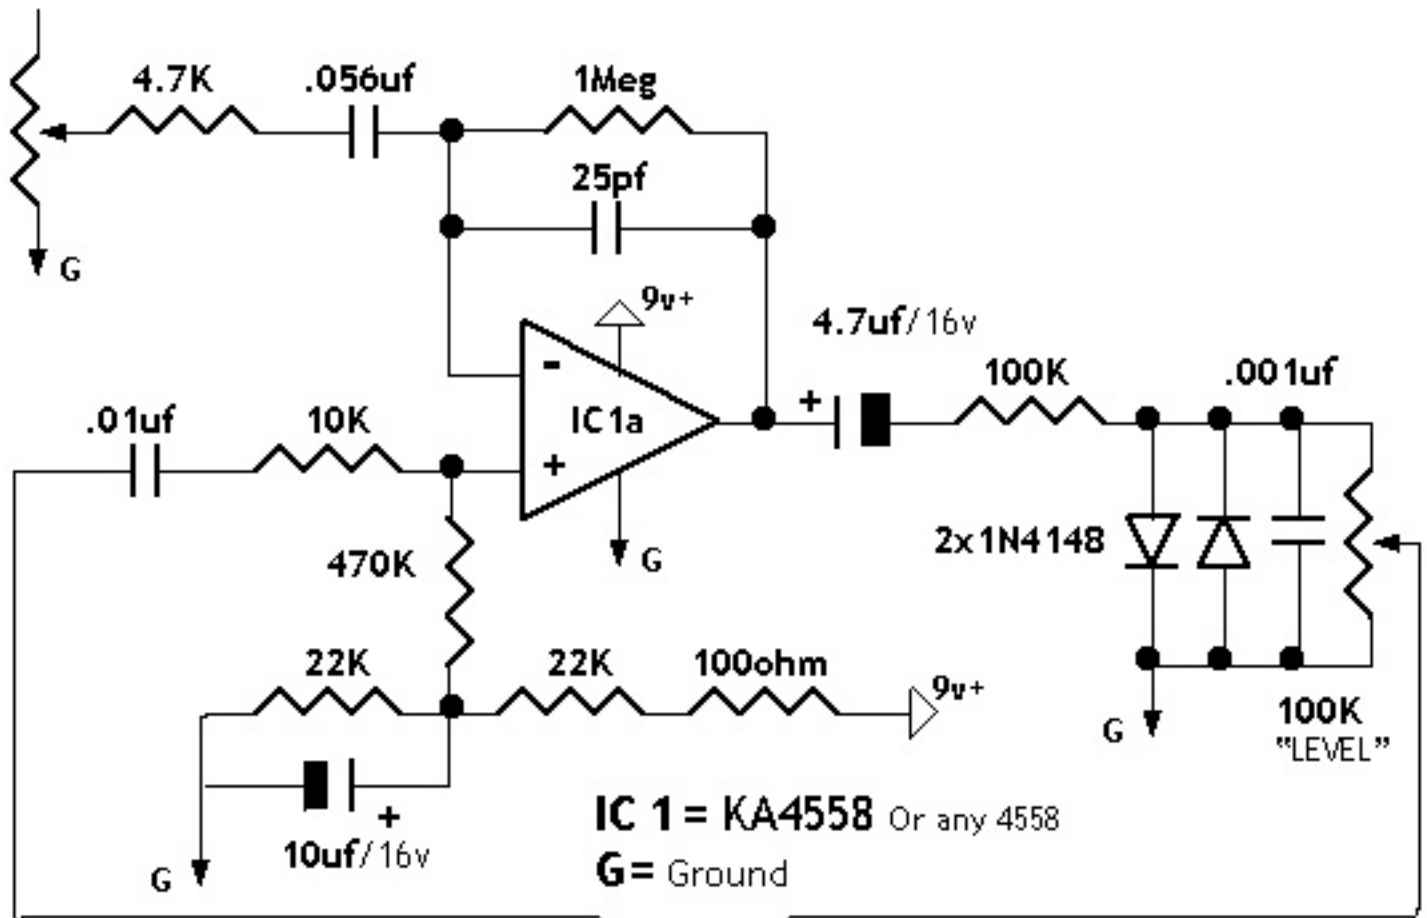 4.7K
.056uf
1Meg
25pf
G
9v+
4.7uf/16v
100K
.001uf
.01uf
10K
-
IC1a
+
+
2x1N4148
470K
G
22K
22K
100ohm
9v+
G
100K
"LEVEL"
+
10uf/16v
G
IC 1 = KA4558 Or any 4558
G= Ground